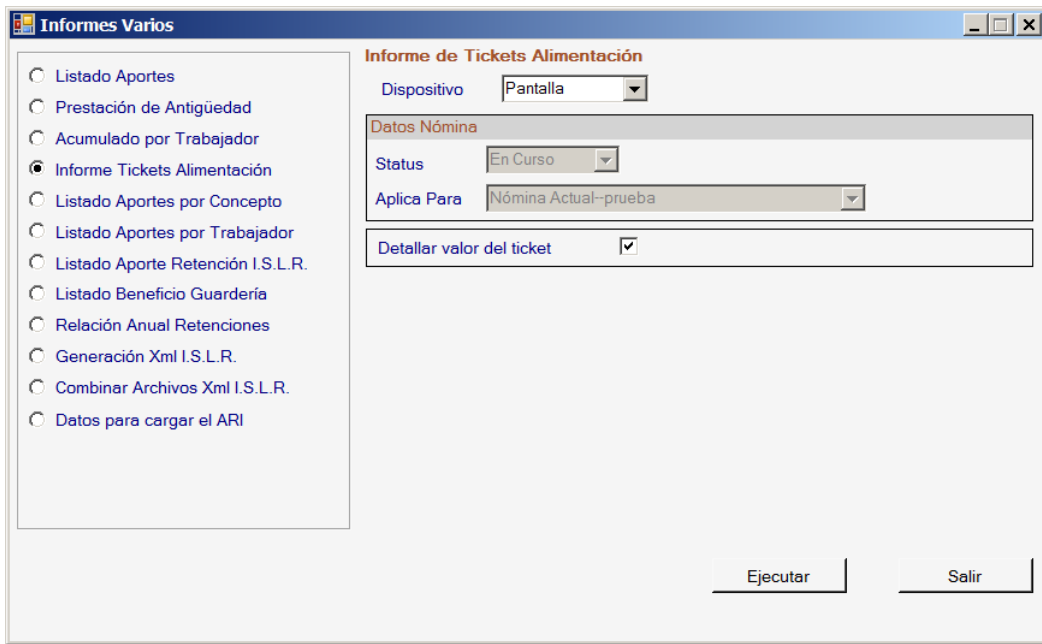 Informes Varios
Listado Aportes
Prestación de Antigüedad
Acumulado por Trabajador
Informe Tickets Alimentación
Listado Aportes por Concepto
Listado Aportes por Trabajador
Listado Aporte Retención I.S.L.R.
Listado Beneficio Guardería
Relación Anual Retenciones
Generación Xml I.S.L.R.
Combinar Archivos Xml I.S.L.R.
Datos para cargar el ARI
Informe de Tickets Alimentación
Dispositivo Pantalla
Datos Nómina
Status En Curso
Aplica Para Nómina Actual--prueba
Detallar valor del ticket
Ejecutar Salir